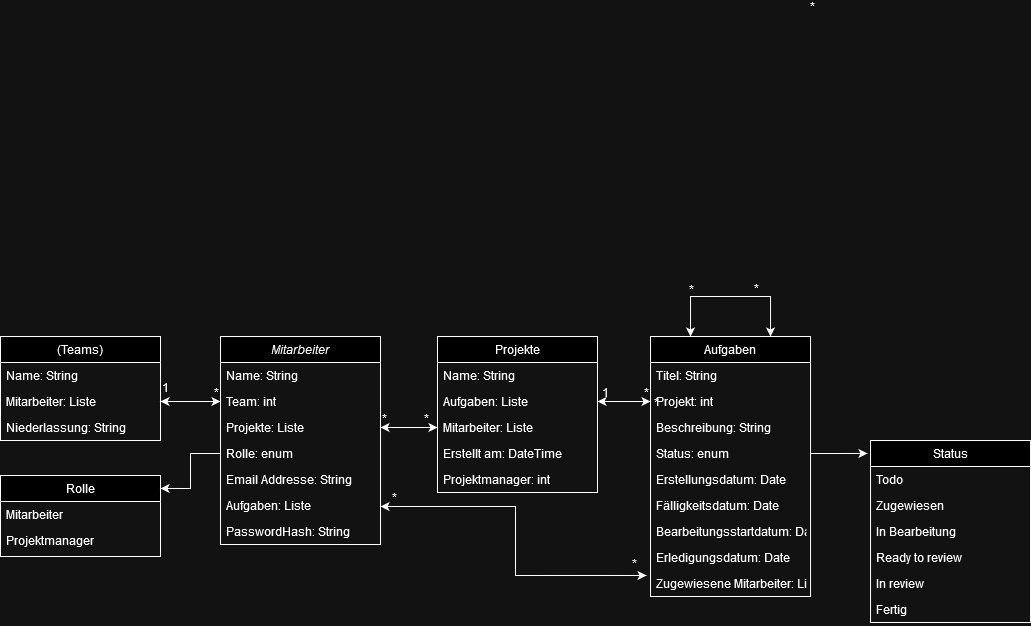 *
* *
(Teams)
Name: String
Mitarbeiter: Liste
Niederlassung: String
1 *
Rolle
Mitarbeiter
Projektmanager
Mitarbeiter
Name: String
Team: int
Projekte: Liste
Rolle: enum
Email Addresse: String
Aufgaben: Liste
PasswordHash: String
* *
*
*
Projekte
Name: String
Aufgaben: Liste
Mitarbeiter: Liste
Erstellt am: DateTime
Projektmanager: int
1 *
*
Aufgaben
Titel: String
Projekt: int
Beschreibung: String
Status: enum
Erstellungsdatum: Date
Fälligkeitsdatum: Date
Bearbeitungsstartdatum: Da
Erledigungsdatum: Date
Zugewiesene Mitarbeiter: Li
Status
Todo
Zugewiesen
In Bearbeitung
Ready to review
In review
Fertig